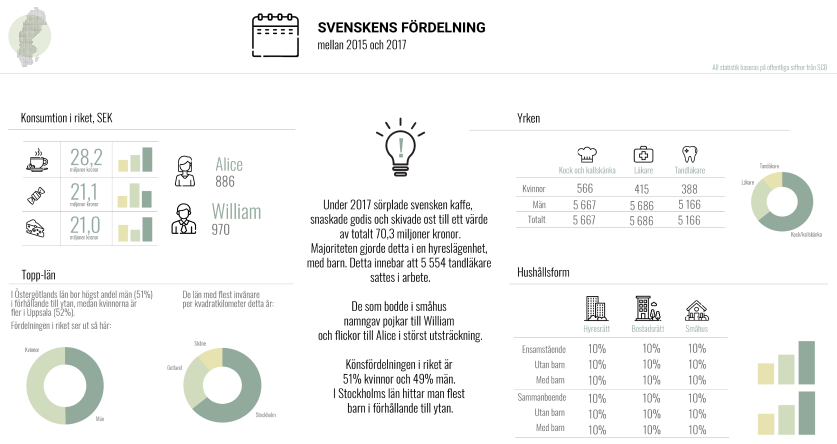 SVENSKENS FÖRDELNING
mellan 2015 och 2017
All statistik baseras på offentliga siffror från SCB
Konsumtion i riket, SEK
28,2
miljoner kronor
21,1
miljoner kronor
21,0
miljoner kronor
Alice
886
William
970
Topp-län
I Östergötlands län bor högst andel män (51%)
i förhållande till ytan, medan kvinnorna är
fler i Uppsala (52%).
Fördelningen i riket ser ut så här:
Kvinnor
Män
De län med flest invånare
per kvadratkilometer detta är:
Skåne
Gotland
Stockholm
!
Under 2017 sörplade svensken kaffe,
snaskade godis och skivade ost till ett värde
av totalt 70,3 miljoner kronor.
Majoriteten gjorde detta i en hyreslägenhet,
med barn. Detta innebar att 5 554 tandläkare
sattes i arbete.
De som bodde i småhus
namngav pojkar till William
och flickor till Alice i störst utsträckning.
Könsfördelningen i riket är
51% kvinnor och 49% män.
I Stockholms län hittar man flest
barn i förhållande till ytan.
Yrken
Kock och kallskänka Läkare Tandläkare
Kvinnor 566 415 388
Män 5 667 5 686 5 166
Totalt 5 667 5 686 5 166
Tandläkare
Läkare
Kock/kallskänka
Hushållsform
Hyresrätt Bostadsrätt Småhus
Ensamstående 10% 10% 10%
Utan barn 10% 10% 10%
Med barn 10% 10% 10%
Sammanboende 10% 10% 10%
Utan barn 10% 10% 10%
Med barn 10% 10% 10%